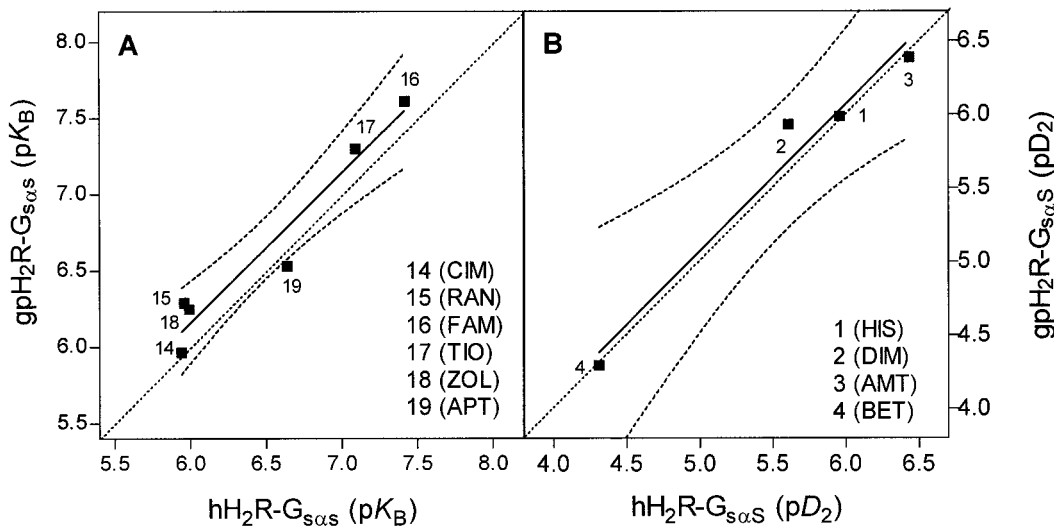 A
8.0
7.5
7.0
6.5
6.0
5.5
gpH₂R-Gsαs (pKB)
16
17
15
18
19
14
14 (CIM)
15 (RAN)
16 (FAM)
17 (TIO)
18 (ZOL)
19 (APT)
5.5 6.0 6.5 7.0 7.5 8.0
hH₂R-Gsαs (pKB)
B
6.5
6.0
5.5
5.0
4.5
4.0
gpH₂R-GsαS (pD₂)
3
1
2
4
1 (HIS)
2 (DIM)
3 (AMT)
4 (BET)
4.0 4.5 5.0 5.5 6.0 6.5
hH₂R-GsαS (pD₂)